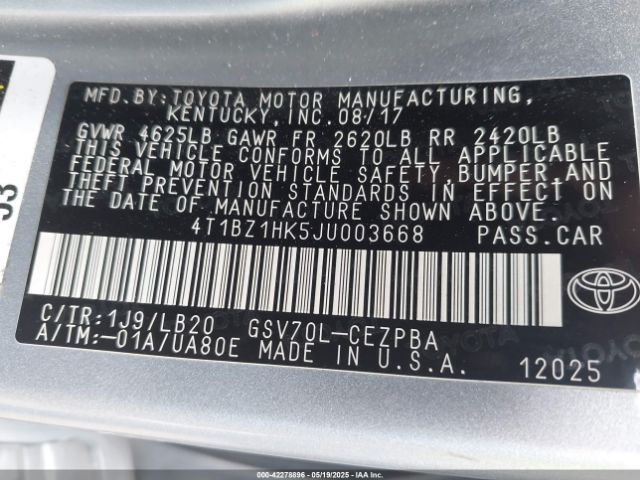 MFD.BY:TOYOTA MOTOR MANUFACTURING,
KENTUCKY,INC.08/17
GVWR 4625LB GAWR FR 2620LB RR 2420LB
THIS VEHICLE CONFORMS TO ALL APPLICABLE
FEDERAL MOTOR VEHICLE SAFETY,BUMPER,AND
THEFT PREVENTION STANDARDS IN EFFECT ON
THE DATE OF MANUFACTURE SHOWN ABOVE.
4T1BZ1HK5JU003668 PASS.CAR
C/TR:1J9/LB20 GSV70L-CEZPBA
A/TM:-01A/UA80E MADE IN U.S.A.
12025
000-42278896 - 05/19/2025 - IAAI.COM